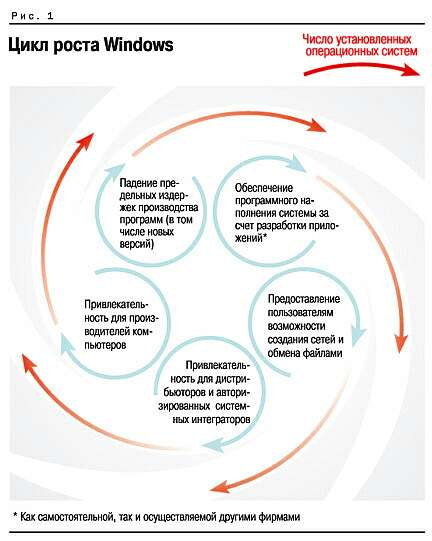 Рис. 1
Цикл роста Windows
Число установленных
операционных систем
Падение пре-
дельных издер-
жек производства
программ (в том
числе новых
версий)
Обеспечение
программного на-
полнения системы за
счет разработки прило-
жений*
Привлекатель-
ность для произ-
водителей ком-
пьютеров
Предоставление
пользователям
возможности
создания сетей и
обмена файлами
Привлекатель-
ность для дистри-
бьюторов и автори-
зированных систем-
ных интеграторов
* Как самостоятельной, так и осуществляемой другими фирмами